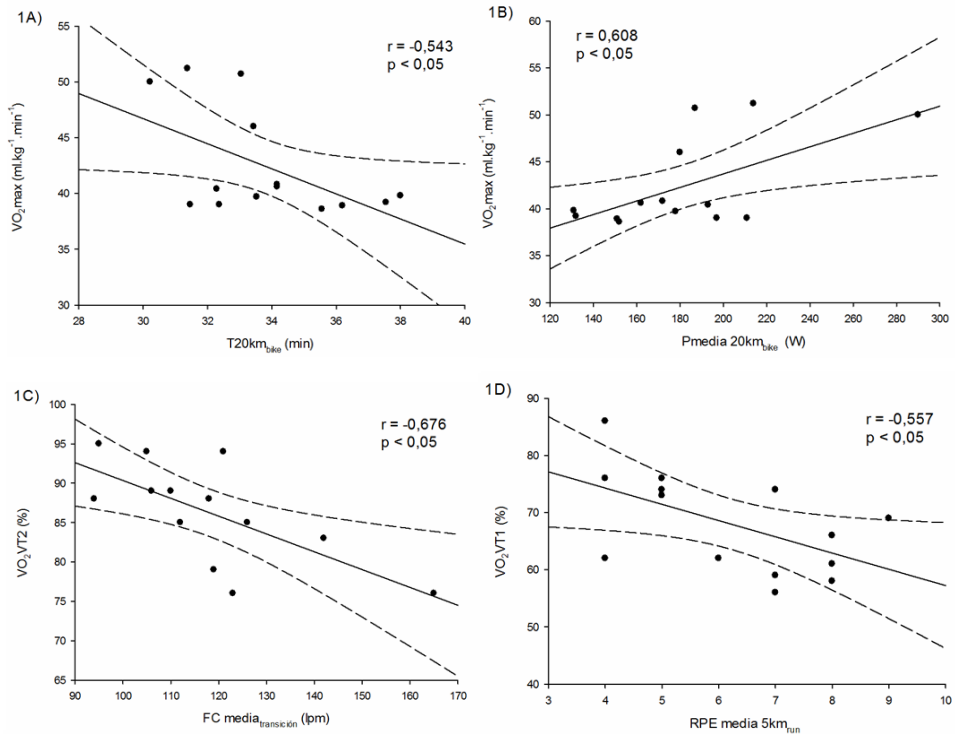 1A)
r = -0,543
p < 0,05
55
50
45
40
35
30
VO₂max (ml.kg⁻¹.min⁻¹)
28 30 32 34 36 38 40
T20km_bike (min)
1B)
r = 0,608
p < 0,05
60
55
50
45
40
35
30
VO₂max (ml.kg⁻¹.min⁻¹)
120 140 160 180 200 220 240 260 280 300
Pmedia 20km_bike (W)
1C)
r = -0,676
p < 0,05
100
95
90
85
80
75
70
65
VO₂VT2 (%)
90 100 110 120 130 140 150 160 170
FC media_transición (lpm)
1D)
r = -0,557
p < 0,05
90
80
70
60
50
40
VO₂VT1 (%)
3 4 5 6 7 8 9 10
RPE media 5km_run